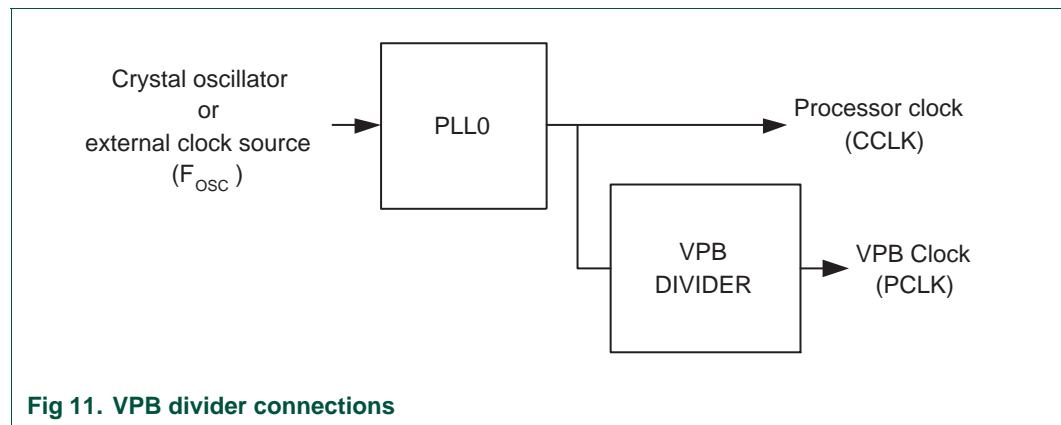 Crystal oscillator
or
external clock source
(FOSC )
PLL0
Processor clock
(CCLK)
VPB
DIVIDER
VPB Clock
(PCLK)
Fig 11. VPB divider connections